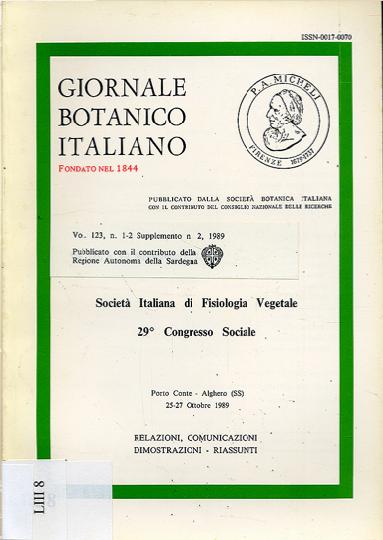 ISSN-0017-0070
GIORNALE
BOTANICO
ITALIANO
FONDATO NEL 1844
P. A. MICHELI
FIRENZE 1679-1737
PUBBLICATO DALLA SOCIETÀ BOTANICA ITALIANA
CON IL CONTRIBUTO DEL CONSIGLIO NAZIONALE DELLE RICERCHE
Vo. 123, n. 1-2 Supplemento n 2, 1989
Pubblicato con il contributo della
Regione Autonoma della Sardegna
Società Italiana di Fisiologia Vegetale
29° Congresso Sociale
Porto Conte - Alghero (SS)
25-27 Ottobre 1989
RELAZIONI, COMUNICAZIONI
DIMOSTRAZIONI - RIASSUNTI
LIII 8